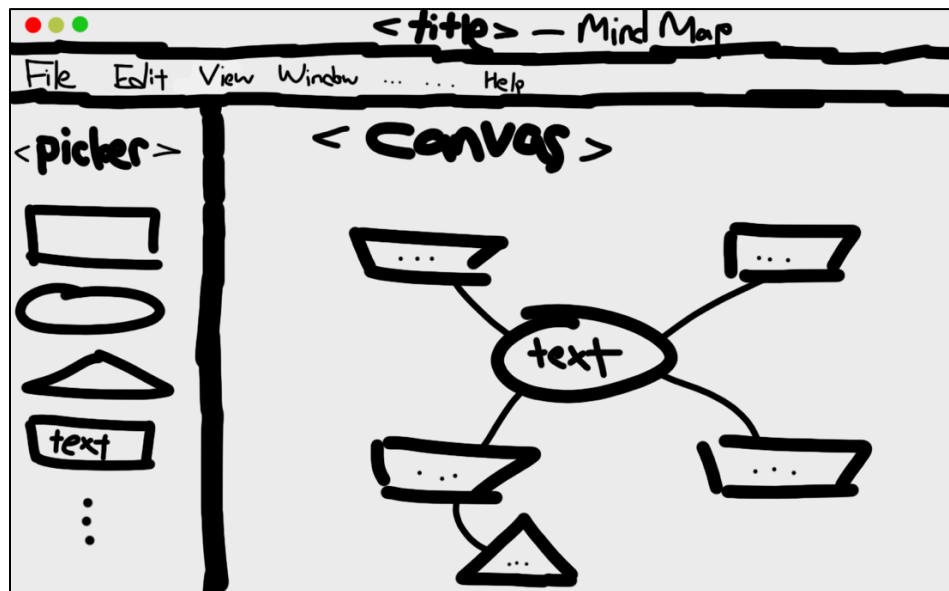 <title> — Mind Map
File Edit View Window ... ... Help
<picker>
<canvas>
...
...
text
text
...
...
...